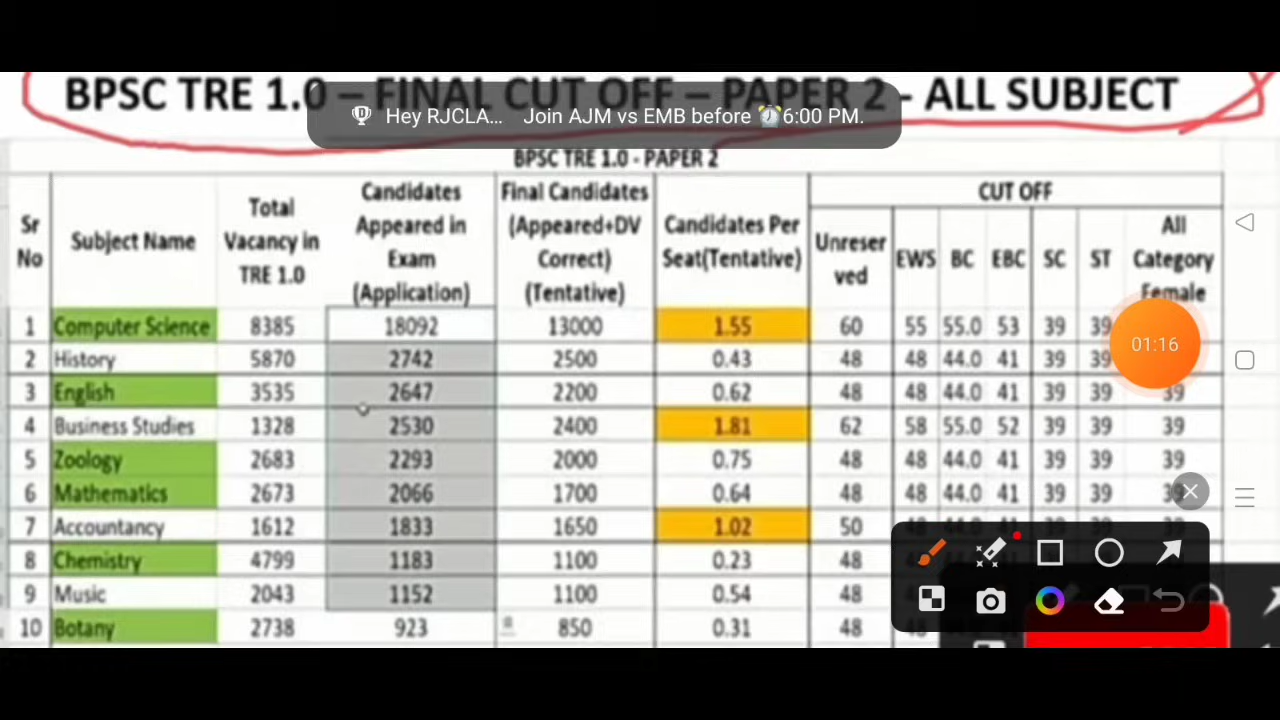 BPSC TRE 1.0 – FINAL CUT OFF – PAPER 2 - ALL SUBJECT
Hey RJCLA... Join AJM vs EMB before ⏰6:00 PM.
BPSC TRE 1.0 - PAPER 2
Sr No Subject Name Total Vacancy in TRE 1.0 Candidates Appeared in Exam (Application) Final Candidates (Appeared+DV Correct) (Tentative) Candidates Per Seat(Tentative) CUT OFF
Unreserved EWS BC EBC SC ST All Category Female
1 Computer Science 8385 18092 13000 1.55 60 55 55.0 53 39 39
01:16
2 History 5870 2742 2500 0.43 48 48 44.0 41 39 39
3 English 3535 2647 2200 0.62 48 48 44.0 41 39 39 39
4 Business Studies 1328 2530 2400 1.81 62 58 55.0 52 39 39 39
5 Zoology 2683 2293 2000 0.75 48 48 44.0 41 39 39 39
6 Mathematics 2673 2066 1700 0.64 48 48 44.0 41 39 39 39
7 Accountancy 1612 1833 1650 1.02 50
8 Chemistry 4799 1183 1100 0.23 48
9 Music 2043 1152 1100 0.54 48
10 Botany 2738 923 850 0.31 48